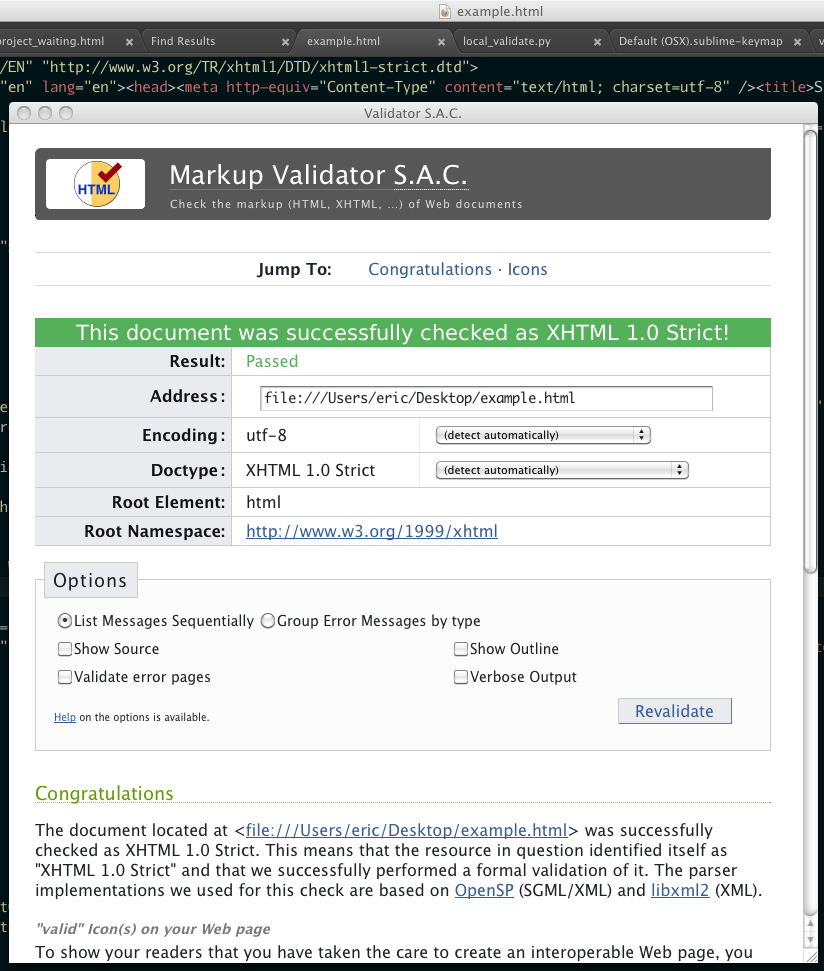 example.html
roject_waiting.html
Find Results
example.html
local_validate.py
Default (OSX).sublime-keymap
/EN" "http://www.w3.org/TR/xhtml1/DTD/xhtml1-strict.dtd">
"en" lang="en"><head><meta http-equiv="Content-Type" content="text/html; charset=utf-8" /><title>S
Validator S.A.C.
HTML
Markup Validator S.A.C.
Check the markup (HTML, XHTML, ...) of Web documents
Jump To: Congratulations · Icons
This document was successfully checked as XHTML 1.0 Strict!
Result: Passed
Address: file:///Users/eric/Desktop/example.html
Encoding: utf-8 (detect automatically)
Doctype: XHTML 1.0 Strict (detect automatically)
Root Element: html
Root Namespace: http://www.w3.org/1999/xhtml
Options
List Messages Sequentially Group Error Messages by type
Show Source Show Outline
Validate error pages Verbose Output
Help on the options is available.
Revalidate
Congratulations
The document located at <file:///Users/eric/Desktop/example.html> was successfully
checked as XHTML 1.0 Strict. This means that the resource in question identified itself as
"XHTML 1.0 Strict" and that we successfully performed a formal validation of it. The parser
implementations we used for this check are based on OpenSP (SGML/XML) and libxml2 (XML).
"valid" Icon(s) on your Web page
To show your readers that you have taken the care to create an interoperable Web page, you